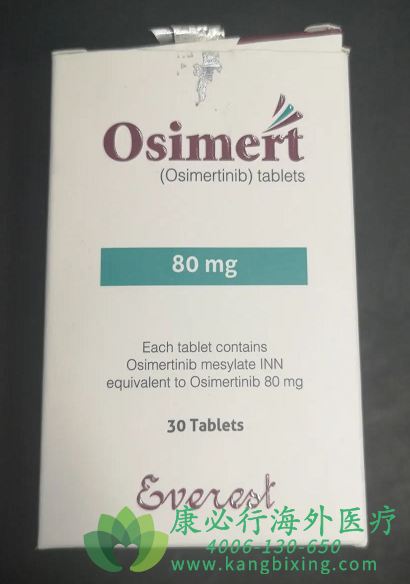 Osimert
(Osimertinib) tablets
80 mg
Each tablet contains
Osimertinib mesylate INN
equivalent to Osimertinib 80 mg
30 Tablets
Everest
康必行海外医疗
4006-130-650
www.kangbixing.com